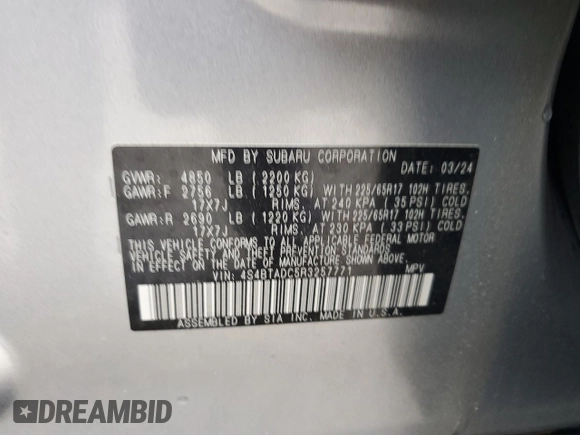 MFD BY SUBARU CORPORATION
DATE: 03/24
GVWR: 4850 LB (2200 KG)
GAWR:F 2756 LB (1250 KG) WITH 225/65R17 102H TIRES.
17X7J RIMS. AT 240 KPA (35 PSI) COLD
GAWR:R 2690 LB (1220 KG) WITH 225/65R17 102H TIRES.
17X7J RIMS. AT 230 KPA (33 PSI) COLD
THIS VEHICLE CONFORMS TO ALL APPLICABLE FEDERAL MOTOR
VEHICLE SAFETY AND BUMPER STANDARDS
IN EFFECT ON THE DATE OF MANUFACTURE SHOWN ABOVE.
VIN: 4S4BTADC5R3257771 MPV
ASSEMBLED BY SIA INC. MADE IN U.S.A.
DREAMBID